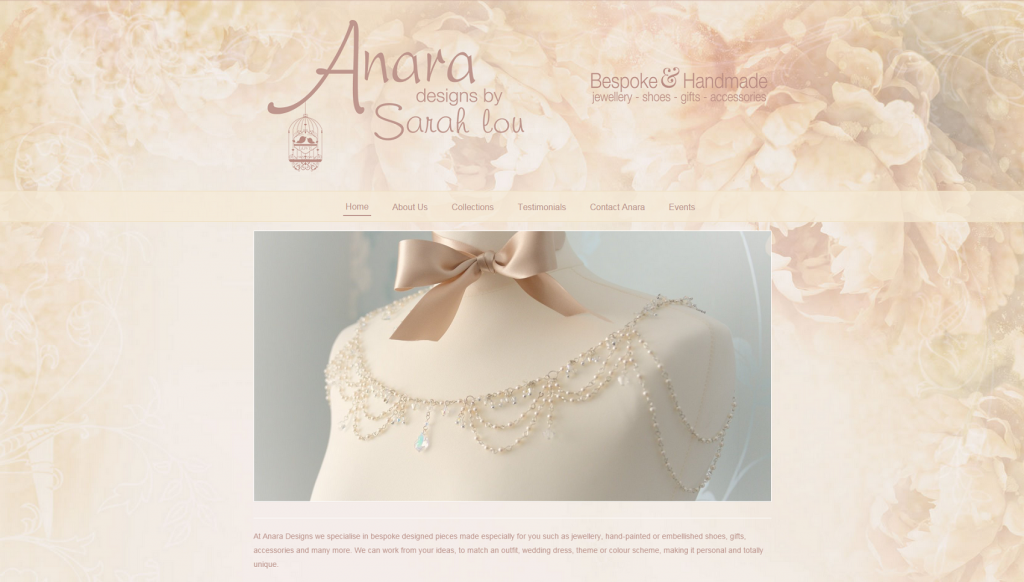 Anara
designs by
Sarah lou
Bespoke & Handmade
jewellery - shoes - gifts - accessories
Home About Us Collections Testimonials Contact Anara Events
At Anara Designs we specialise in bespoke designed pieces made especially for you such as jewellery, hand-painted or embellished shoes, gifts,
accessories and many more. We can work from your ideas, to match an outfit, wedding dress, theme or colour scheme, making it personal and totally
unique.